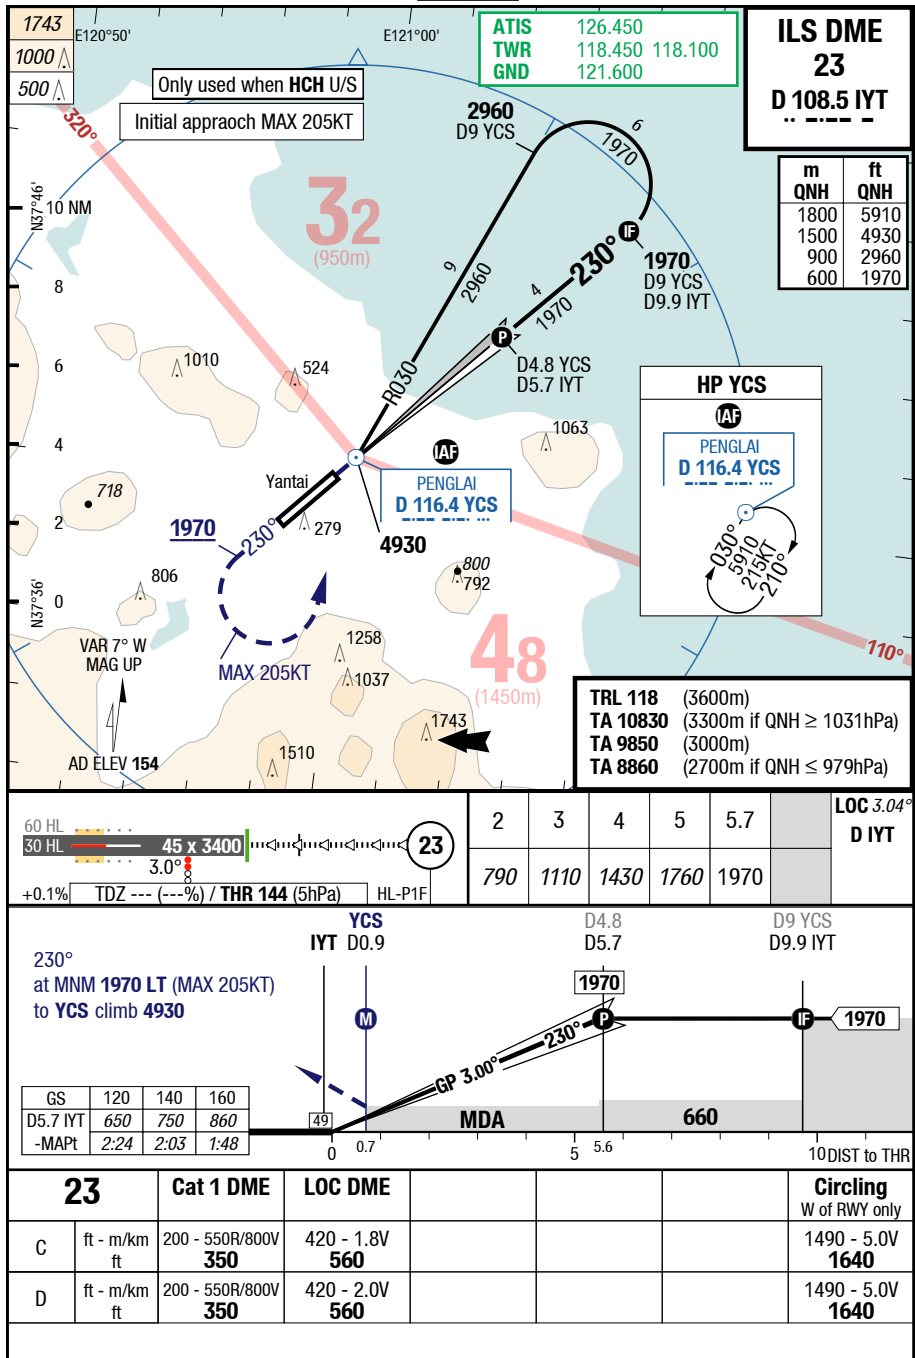 1743
1000
500
E120°50'
E121°00'
ATIS 126.450
TWR 118.450 118.100
GND 121.600
ILS DME
23
D 108.5 IYT
Only used when HCH U/S
Initial appraoch MAX 205KT
m ft
QNH QNH
1800 5910
1500 4930
900 2960
600 1970
320°
2960
D9 YCS
6
1970
N37°46'
10 NM
32
(950m)
9
2960
230°
IF
1970
D9 YCS
D9.9 IYT
4
1970
8
P
D4.8 YCS
D5.7 IYT
6
1010
524
R030
HP YCS
IAF
PENGLAI
D 116.4 YCS
1063
4
IAF
Yantai
PENGLAI
D 116.4 YCS
718
2
1970
230°
279
4930
030°
5910
215KT
210°
800
792
806
N37°36'
0
VAR 7° W
MAG UP
MAX 205KT
1258
1037
48
(1450m)
110°
1743
1510
AD ELEV 154
TRL 118 (3600m)
TA 10830 (3300m if QNH ≥ 1031hPa)
TA 9850 (3000m)
TA 8860 (2700m if QNH ≤ 979hPa)
60 HL
30 HL
45 x 3400
23
3.0°
+0.1%
TDZ --- (---%) / THR 144 (5hPa)
HL-P1F
2 3 4 5 5.7 LOC 3.04°
D IYT
790 1110 1430 1760 1970
YCS
IYT D0.9
D4.8
D5.7
D9 YCS
D9.9 IYT
230°
at MNM 1970 LT (MAX 205KT)
to YCS climb 4930
1970
M
P
IF
1970
GP 3.00°
230°
GS 120 140 160
D5.7 IYT 650 750 860
-MAPt 2:24 2:03 1:48
49
MDA
660
0 0.7 5 5.6 10 DIST to THR
23 Cat 1 DME LOC DME Circling
W of RWY only
C ft - m/km 200 - 550R/800V 420 - 1.8V 1490 - 5.0V
ft 350 560 1640
D ft - m/km 200 - 550R/800V 420 - 2.0V 1490 - 5.0V
ft 350 560 1640